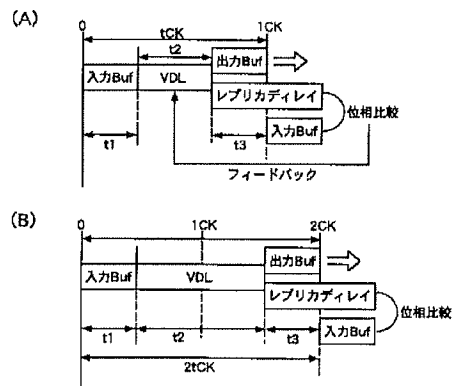 (A)
0
tCK
1CK
t2
出力Buf
入力Buf
VDL
レプリカディレイ
位相比較
入力Buf
t1
t3
フィードバック
(B)
0
1CK
2CK
出力Buf
入力Buf
VDL
レプリカディレイ
位相比較
t1
t2
t3
入力Buf
2tCK